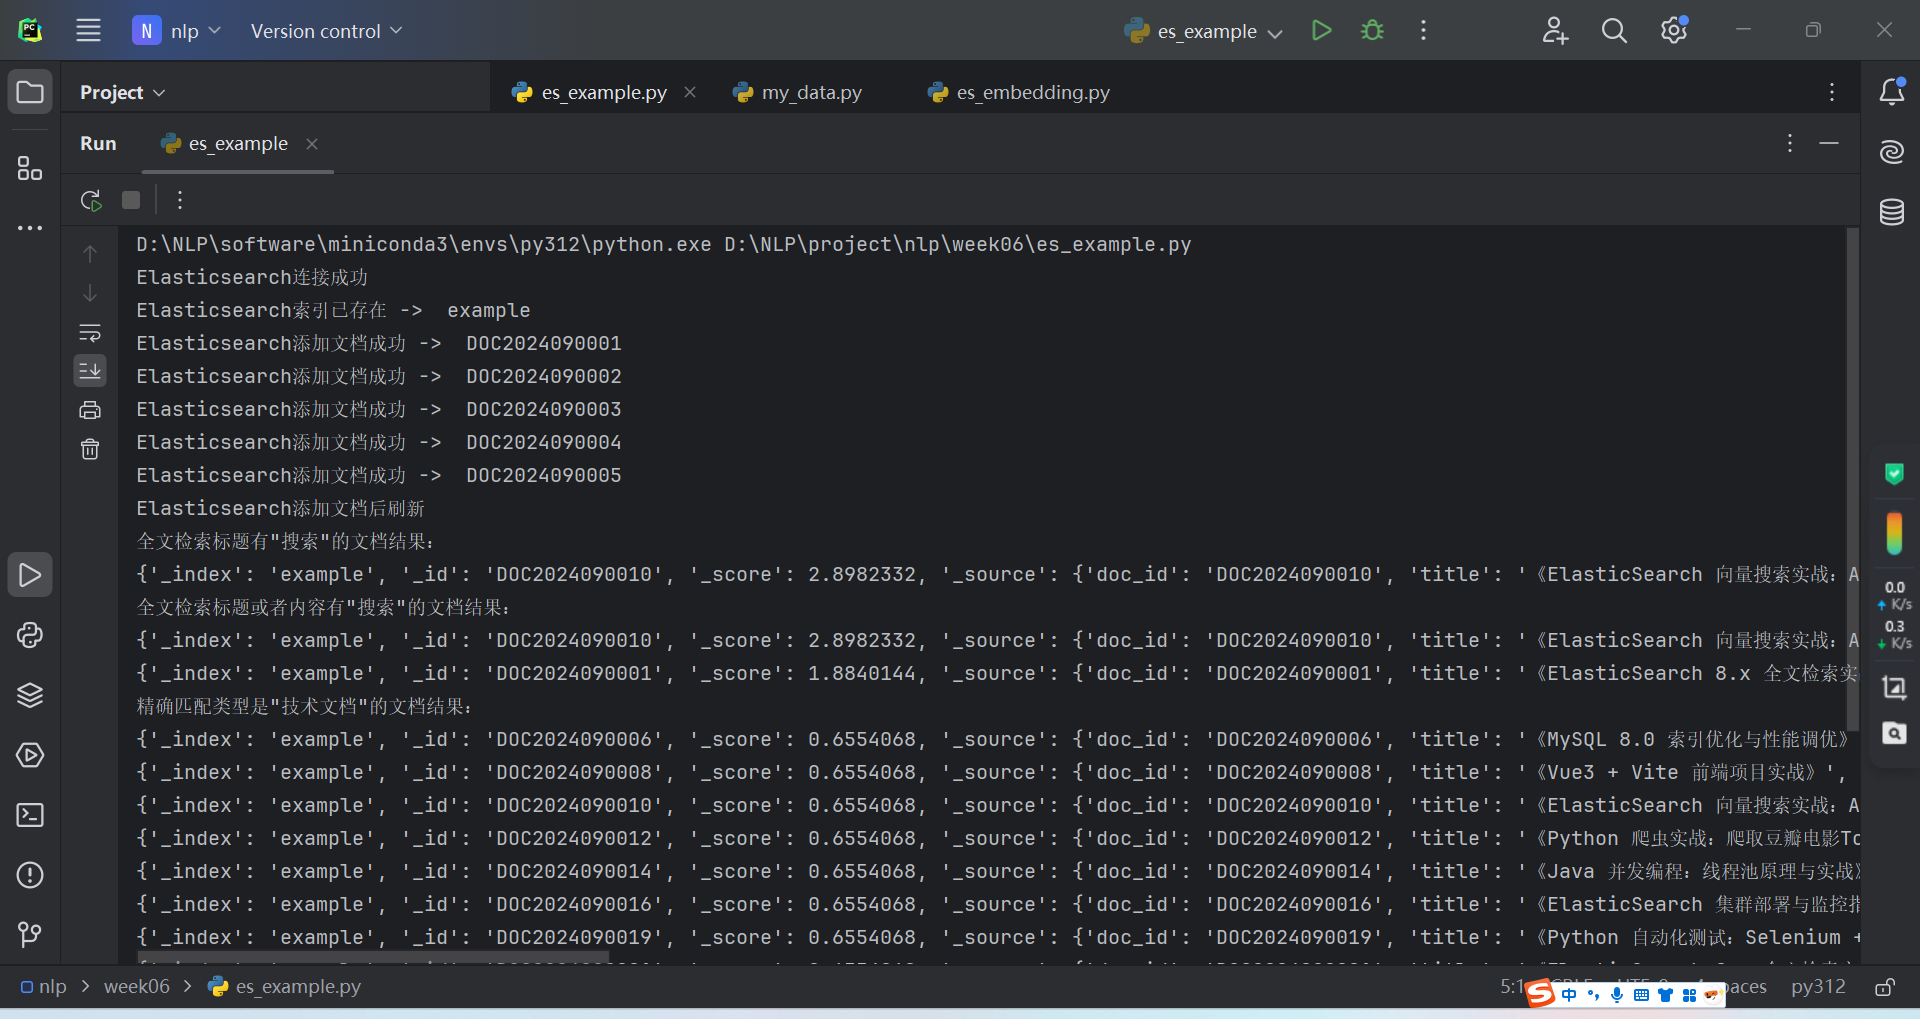 N nlp Version control es_example
Project es_example.py my_data.py es_embedding.py
Run es_example
D:\NLP\software\miniconda3\envs\py312\python.exe D:\NLP\project\nlp\week06\es_example.py
Elasticsearch连接成功
Elasticsearch索引已存在 ->  example
Elasticsearch添加文档成功 ->  DOC2024090001
Elasticsearch添加文档成功 ->  DOC2024090002
Elasticsearch添加文档成功 ->  DOC2024090003
Elasticsearch添加文档成功 ->  DOC2024090004
Elasticsearch添加文档成功 ->  DOC2024090005
Elasticsearch添加文档后刷新
全文检索标题有"搜索"的文档结果：
{'_index': 'example', '_id': 'DOC2024090010', '_score': 2.8982332, '_source': {'doc_id': 'DOC2024090010', 'title': '《ElasticSearch 向量搜索实战：A
全文检索标题或者内容有"搜索"的文档结果：
{'_index': 'example', '_id': 'DOC2024090010', '_score': 2.8982332, '_source': {'doc_id': 'DOC2024090010', 'title': '《ElasticSearch 向量搜索实战：A
{'_index': 'example', '_id': 'DOC2024090001', '_score': 1.8840144, '_source': {'doc_id': 'DOC2024090001', 'title': '《ElasticSearch 8.x 全文检索实
精确匹配类型是"技术文档"的文档结果：
{'_index': 'example', '_id': 'DOC2024090006', '_score': 0.6554068, '_source': {'doc_id': 'DOC2024090006', 'title': '《MySQL 8.0 索引优化与性能调优》
{'_index': 'example', '_id': 'DOC2024090008', '_score': 0.6554068, '_source': {'doc_id': 'DOC2024090008', 'title': '《Vue3 + Vite 前端项目实战》',
{'_index': 'example', '_id': 'DOC2024090010', '_score': 0.6554068, '_source': {'doc_id': 'DOC2024090010', 'title': '《ElasticSearch 向量搜索实战：A
{'_index': 'example', '_id': 'DOC2024090012', '_score': 0.6554068, '_source': {'doc_id': 'DOC2024090012', 'title': '《Python 爬虫实战：爬取豆瓣电影To
{'_index': 'example', '_id': 'DOC2024090014', '_score': 0.6554068, '_source': {'doc_id': 'DOC2024090014', 'title': '《Java 并发编程：线程池原理与实战》
{'_index': 'example', '_id': 'DOC2024090016', '_score': 0.6554068, '_source': {'doc_id': 'DOC2024090016', 'title': '《ElasticSearch 集群部署与监控指
{'_index': 'example', '_id': 'DOC2024090019', '_score': 0.6554068, '_source': {'doc_id': 'DOC2024090019', 'title': '《Python 自动化测试：Selenium +
0.0
K/s
0.3
K/s
nlp > week06 > es_example.py 5:1 中 paces py312